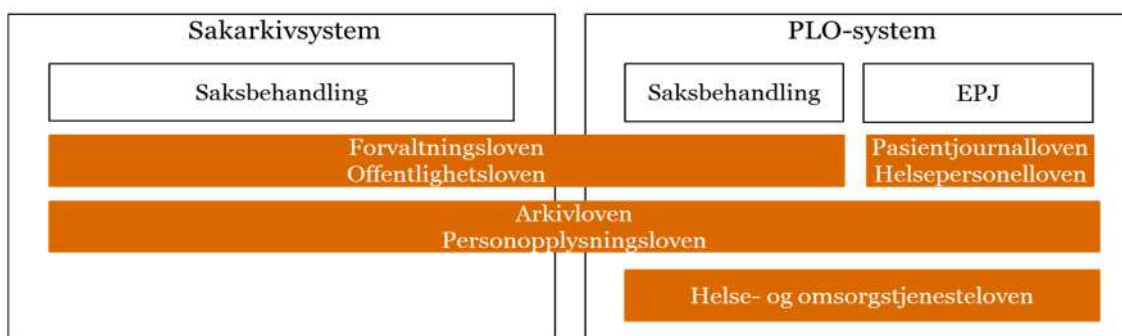 Sakarkivsystem
PLO-system
Saksbehandling
Saksbehandling
EPJ
Forvaltningsloven
Offentlighetsloven
Pasientjournalloven
Helsepersonelloven
Arkivloven
Personopplysningsloven
Helse- og omsorgstjenesteloven